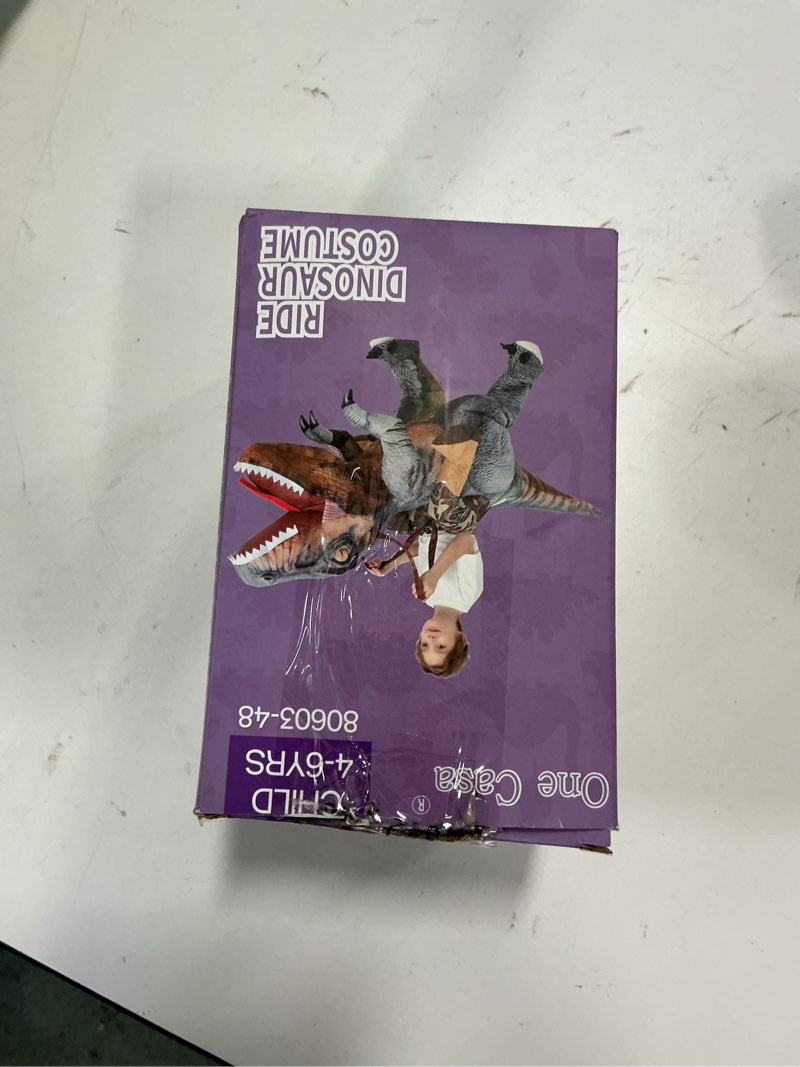 One Casa ®
CHILD
4-6YRS
80603-48
RIDE
DINOSAUR
COSTUME